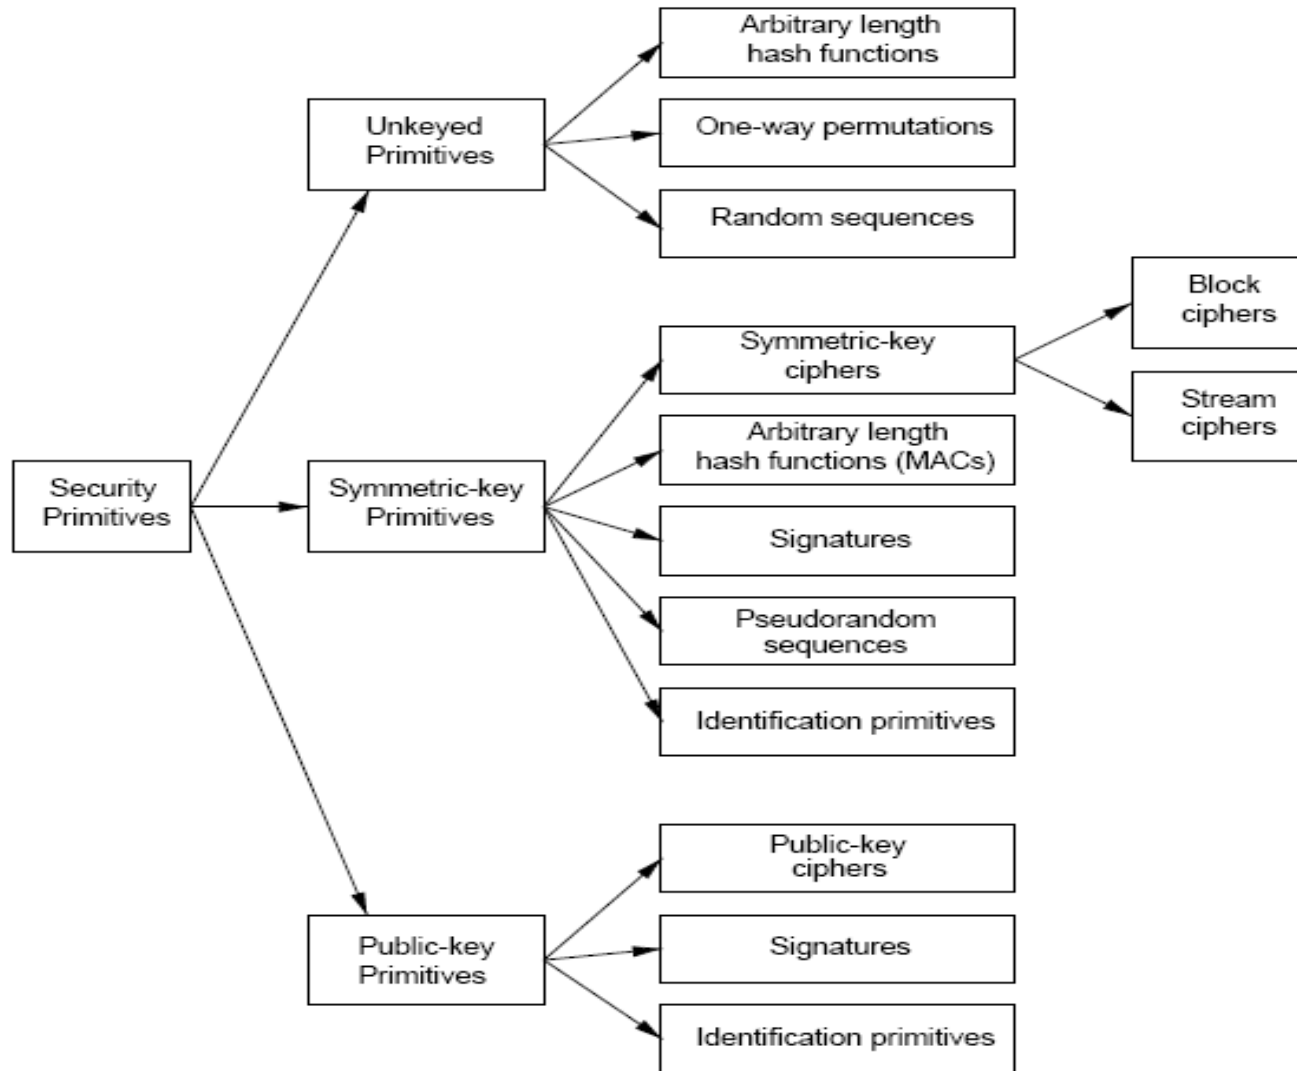 Arbitrary length
hash functions
Unkeyed
Primitives
One-way permutations
Random sequences
Block
ciphers
Symmetric-key
ciphers
Stream
ciphers
Arbitrary length
hash functions (MACs)
Security
Primitives
Symmetric-key
Primitives
Signatures
Pseudorandom
sequences
Identification primitives
Public-key
ciphers
Public-key
Primitives
Signatures
Identification primitives